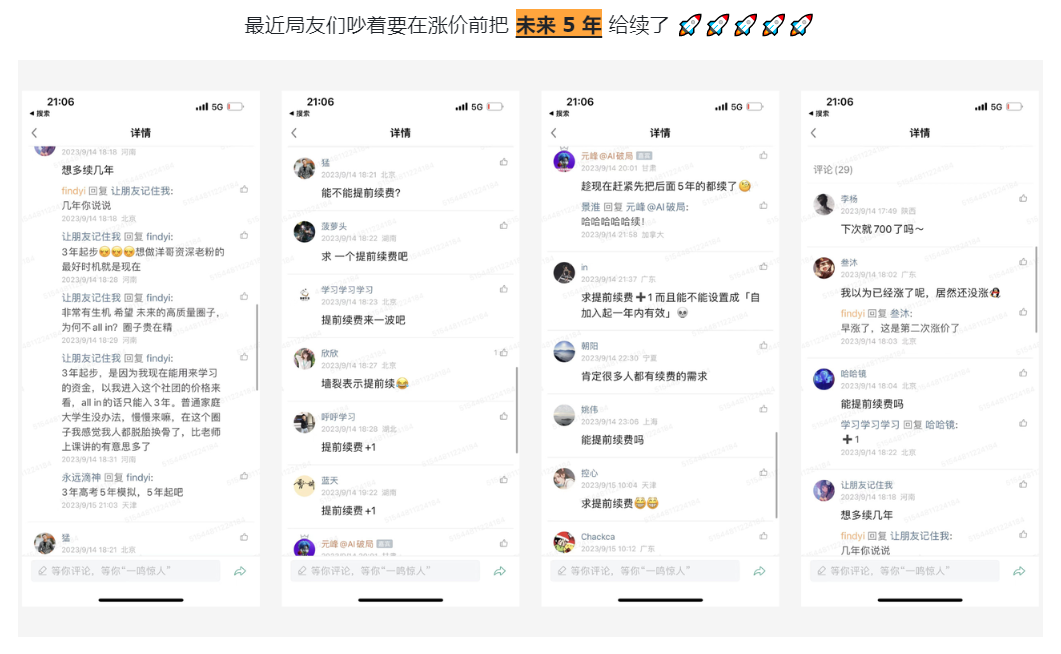 最近局友们吵着要在涨价前把 未来 5 年 给续了 🚀🚀🚀🚀🚀
21:06
5G
◀ 搜索
详情
2023/9/14 18:18 河南
想多续几年
findyi 回复 让朋友记住我:
几年你说说
2023/9/14 18:18 北京
让朋友记住我 回复 findyi:
3年起步😏😏😏想做洋哥资深老粉的
最好时机就是现在
2023/9/14 18:28 河南
让朋友记住我 回复 findyi:
非常有生机 希望 未来的高质量圈子，
为何不all in？圈子贵在精
2023/9/14 18:29 河南
让朋友记住我 回复 findyi:
3年起步，是因为我现在能用来学习
的资金，以我进入这个社团的价格来
看，all in的话只能入3年。普通家庭
大学生没办法，慢慢来嘛，在这个圈
子我感觉我人都脱胎换骨了，比老师
上课讲的有意思多了
2023/9/14 18:31 河南
永远滴神 回复 findyi:
3年高考5年模拟，5年起吧
2023/9/15 21:03 天津
猛
2023/9/14 18:21 北京
等你评论，等你“一鸣惊人”
21:06
5G
◀ 搜索
详情
猛
2023/9/14 18:21 北京
能不能提前续费?
菠萝头
2023/9/14 18:22 湖南
求 一个提前续费吧
学习学习学习
2023/9/14 18:23 北京
提前续费来一波吧
欣欣
1
2023/9/14 18:27 北京
墙裂表示提前续😂
呼呼学习
2023/9/14 18:28 湖北
提前续费+1
蓝天
2023/9/14 19:22 湖南
提前续费+1
元峰@AI破局
等你评论，等你“一鸣惊人”
21:06
5G
◀ 搜索
详情
元峰@AI破局
2023/9/14 20:01 甘肃
趁现在赶紧先把后面5年的都续了🧐
景淮 回复 元峰@AI破局:
哈哈哈哈哈续！
2023/9/14 21:58 加拿大
in
2023/9/14 21:37 广东
求提前续费➕1而且能不能设置成「自
加入起一年内有效」💀
朝阳
2023/9/14 22:30 宁夏
肯定很多人都有续费的需求
姚伟
2023/9/14 23:06 上海
能提前续费吗
控心
2023/9/15 10:04 天津
求提前续费😁😁
Chackca
2023/9/15 10:12 广东
等你评论，等你“一鸣惊人”
21:06
5G
◀ 搜索
详情
评论(29)
李杨
2023/9/14 17:49 陕西
下次就700了吗～
叁沐
2023/9/14 18:02 广东
我以为已经涨了呢，居然还没涨
findyi 回复 叁沐:
早涨了，这是第二次涨价了
2023/9/14 18:03 北京
哈哈镜
2023/9/14 18:04 北京
能提前续费吗
学习学习学习 回复 哈哈镜:
➕1
2023/9/14 18:22 北京
让朋友记住我
2023/9/14 18:18 河南
想多续几年
findyi 回复 让朋友记住我:
几年你说说
等你评论，等你“一鸣惊人”